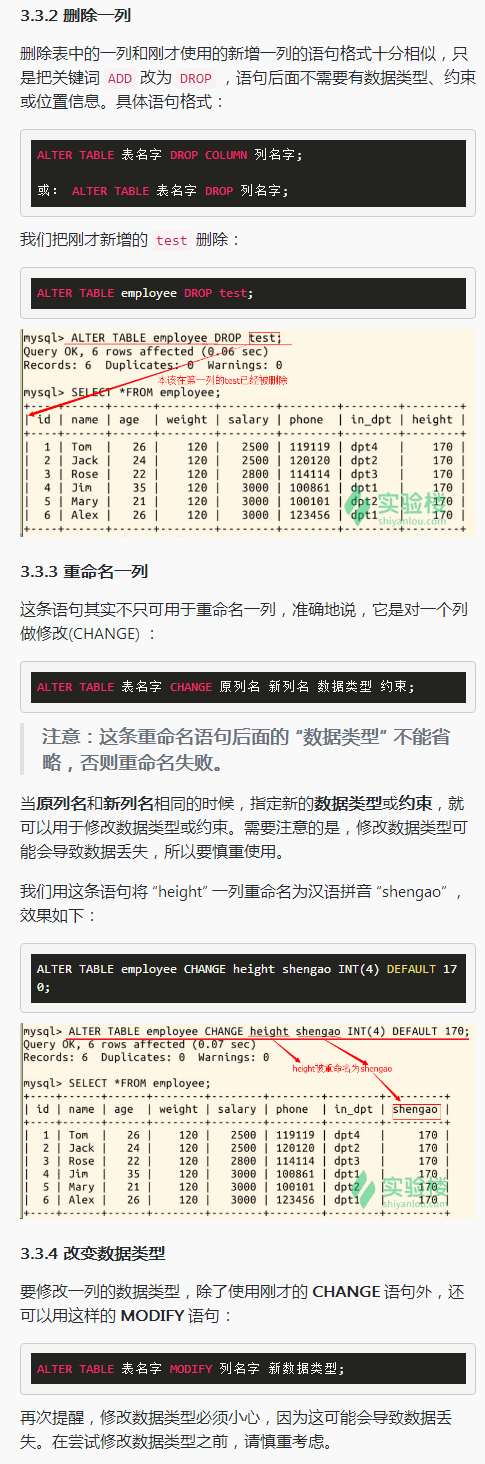 3.3.2 删除一列
删除表中的一列和刚才使用的新增一列的语句格式十分相似，只
是把关键词 ADD 改为 DROP ，语句后面不需要有数据类型、约束
或位置信息。具体语句格式：
ALTER TABLE 表名字 DROP COLUMN 列名字;
或： ALTER TABLE 表名字 DROP 列名字;
我们把刚才新增的 test 删除：
ALTER TABLE employee DROP test;
mysql> ALTER TABLE employee DROP test;
Query OK, 6 rows affected (0.06 sec)
Records: 6  Duplicates: 0  Warnings: 0
本该在第一列的test已经被删除
mysql> SELECT *FROM employee;
+----+------+------+--------+--------+--------+--------+--------+
| id | name | age | weight | salary | phone | in_dpt | height |
+----+------+------+--------+--------+--------+--------+--------+
| 1 | Tom | 26 | 120 | 2500 | 119119 | dpt4 | 170 |
| 2 | Jack | 24 | 120 | 2500 | 120120 | dpt2 | 170 |
| 3 | Rose | 22 | 120 | 2800 | 114114 | dpt3 | 170 |
| 4 | Jim | 35 | 120 | 3000 | 100861 | dpt1 | 170 |
| 5 | Mary | 21 | 120 | 3000 | 100101 | dpt2 | 170 |
| 6 | Alex | 26 | 120 | 3000 | 123456 | dpt1 | 170 |
+----+------+------+--------+--------+--------+--------+--------+
实验楼
shiyanlou.com
3.3.3 重命名一列
这条语句其实不只可用于重命名一列，准确地说，它是对一个列
做修改(CHANGE) ：
ALTER TABLE 表名字 CHANGE 原列名 新列名 数据类型 约束;
注意：这条重命名语句后面的 “数据类型” 不能省
略，否则重命名失败。
当原列名和新列名相同的时候，指定新的数据类型或约束，就
可以用于修改数据类型或约束。需要注意的是，修改数据类型可
能会导致数据丢失，所以要慎重使用。
我们用这条语句将 “height” 一列重命名为汉语拼音 “shengao” ，
效果如下：
ALTER TABLE employee CHANGE height shengao INT(4) DEFAULT 17
0;
mysql> ALTER TABLE employee CHANGE height shengao INT(4) DEFAULT 170;
Query OK, 6 rows affected (0.07 sec)
Records: 6  Duplicates: 0  Warnings: 0
height被重命名为shengao
mysql> SELECT *FROM employee;
+----+------+------+--------+--------+--------+--------+---------+
| id | name | age | weight | salary | phone | in_dpt | shengao |
+----+------+------+--------+--------+--------+--------+---------+
| 1 | Tom | 26 | 120 | 2500 | 119119 | dpt4 | 170 |
| 2 | Jack | 24 | 120 | 2500 | 120120 | dpt2 | 170 |
| 3 | Rose | 22 | 120 | 2800 | 114114 | dpt3 | 170 |
| 4 | Jim | 35 | 120 | 3000 | 100861 | dpt1 | 170 |
| 5 | Mary | 21 | 120 | 3000 | 100101 | dpt2 | 170 |
| 6 | Alex | 26 | 120 | 3000 | 123456 | dpt1 | 170 |
+----+------+------+--------+--------+--------+--------+---------+
实验楼
shiyanlou.com
3.3.4 改变数据类型
要修改一列的数据类型，除了使用刚才的 CHANGE 语句外，还
可以用这样的 MODIFY 语句：
ALTER TABLE 表名字 MODIFY 列名字 新数据类型;
再次提醒，修改数据类型必须小心，因为这可能会导致数据丢
失。在尝试修改数据类型之前，请慎重考虑。